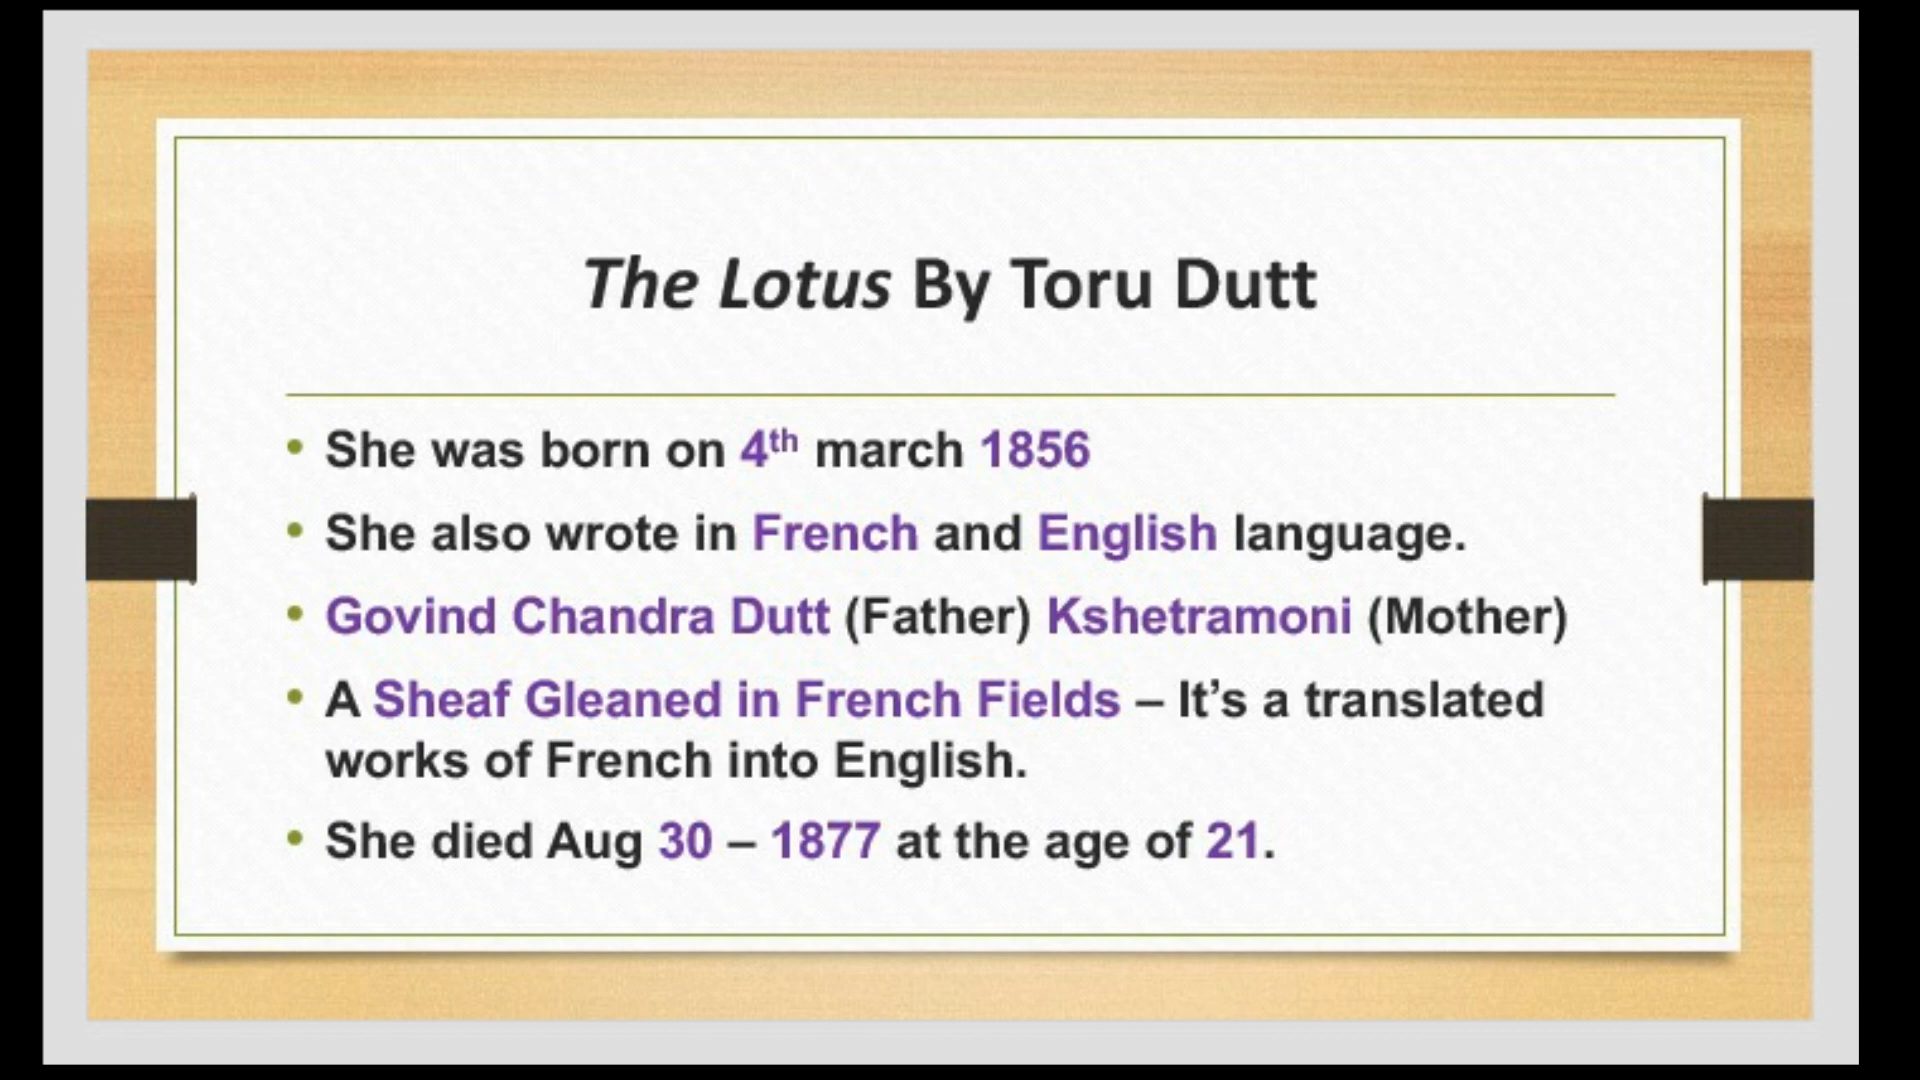 The Lotus By Toru Dutt
• She was born on 4th march 1856
• She also wrote in French and English language.
• Govind Chandra Dutt (Father) Kshetramoni (Mother)
• A Sheaf Gleaned in French Fields – It’s a translated
works of French into English.
• She died Aug 30 – 1877 at the age of 21.